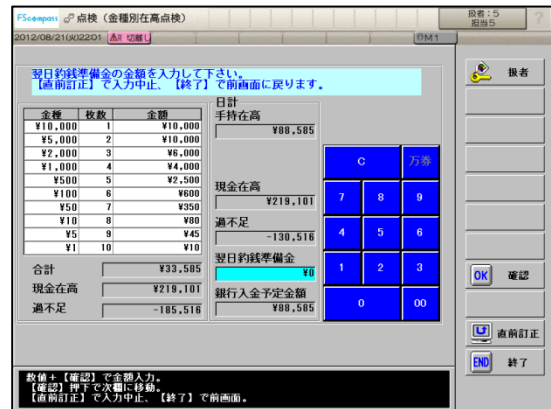 FScompass 点検（金種別在高点検）
扱者：5
担当5
?
2012/08/21(火)22:01 AR 切離し
①M1
翌日釣銭準備金の金額を入力して下さい。
【直前訂正】で入力中止、【終了】で前画面に戻ります。
金種 枚数 金額
¥10,000 1 ¥10,000
¥5,000 2 ¥10,000
¥2,000 3 ¥6,000
¥1,000 4 ¥4,000
¥500 5 ¥2,500
¥100 6 ¥600
¥50 7 ¥350
¥10 8 ¥80
¥5 9 ¥45
¥1 10 ¥10
合計 ¥33,585
現金在高 ¥219,101
過不足 -185,516
日計
手持在高
¥88,585
現金在高
¥219,101
過不足
-130,516
翌日釣銭準備金
¥0
銀行入金予定金額
¥88,585
C 万券
7 8 9
4 5 6
1 2 3
0 00
扱者
OK 確認
直前訂正
END 終了
数値+【確認】で金額入力。
【確認】押下で次欄に移動。
【直前訂正】で入力中止、【終了】で前画面。